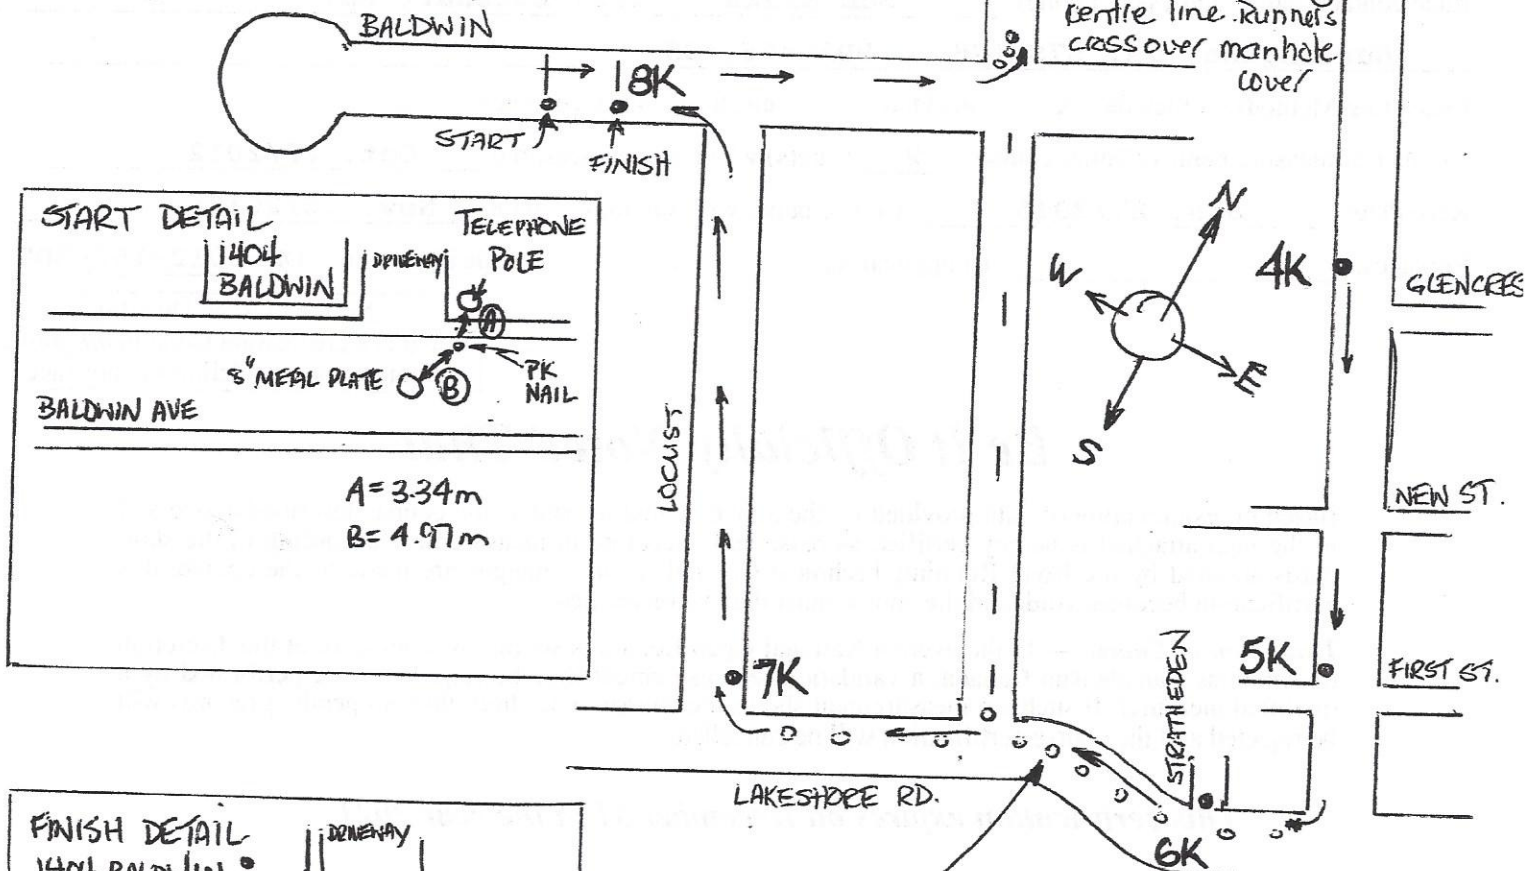 BALDWIN
centre line. Runners
cross over manhole
cover
8K
START
FINISH
START DETAIL
1404
BALDWIN
DRIVEWAY
TELEPHONE
POLE
A
8" METAL PLATE
B
PK
NAIL
BALDWIN AVE
A= 3.34m
B= 4.97m
LOCUST
N
W
E
S
4K
NEW ST.
5K
FIRST ST.
STRATHEDEN
7K
LAKESHORE RD.
6K
FINISH DETAIL
1404 BALDWIN
DRIVEWAY